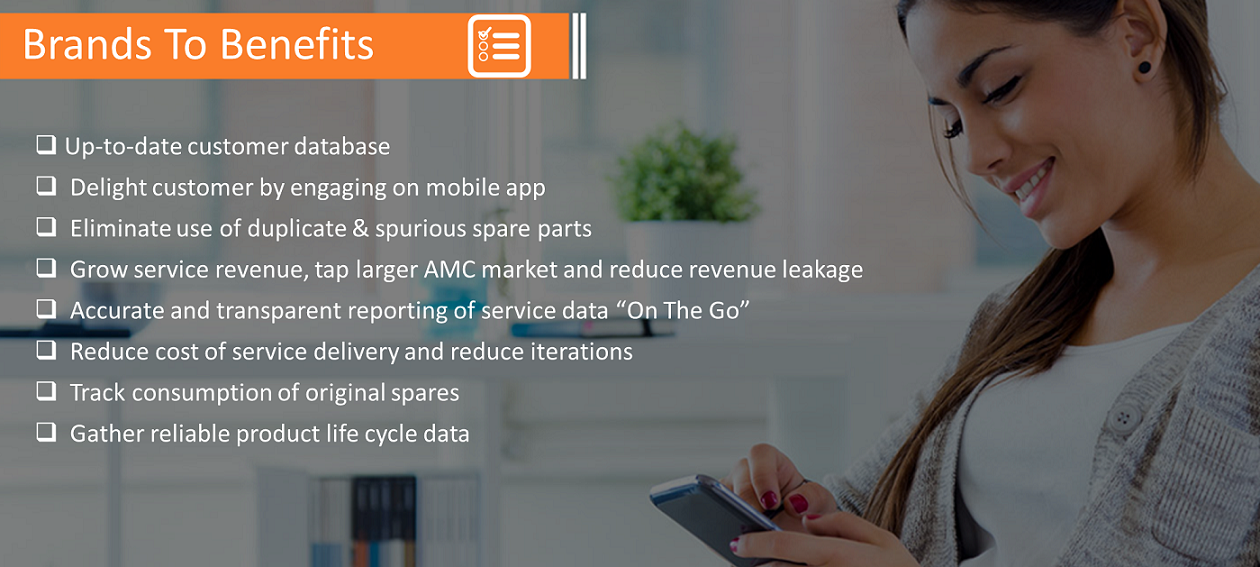 Brands To Benefits
Up-to-date customer database
Delight customer by engaging on mobile app
Eliminate use of duplicate & spurious spare parts
Grow service revenue, tap larger AMC market and reduce revenue leakage
Accurate and transparent reporting of service data “On The Go”
Reduce cost of service delivery and reduce iterations
Track consumption of original spares
Gather reliable product life cycle data